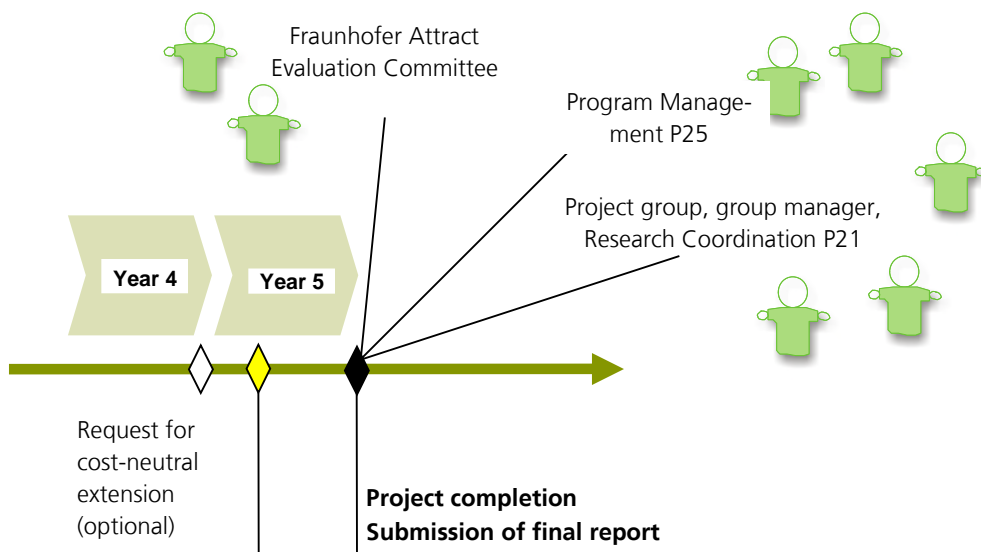 Fraunhofer Attract
Evaluation Committee
Program Manage-
ment P25
Project group, group manager,
Research Coordination P21
Year 4
Year 5
Request for
cost-neutral
extension
(optional)
Project completion
Submission of final report